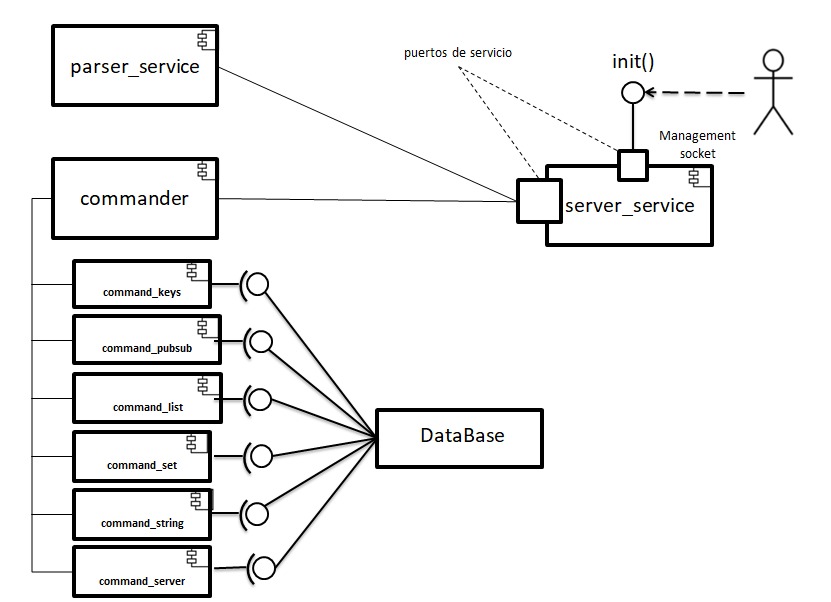 parser_service
puertos de servicio
init()
Management
socket
commander
server_service
command_keys
command_pubsub
command_list
command_set
command_string
command_server
DataBase